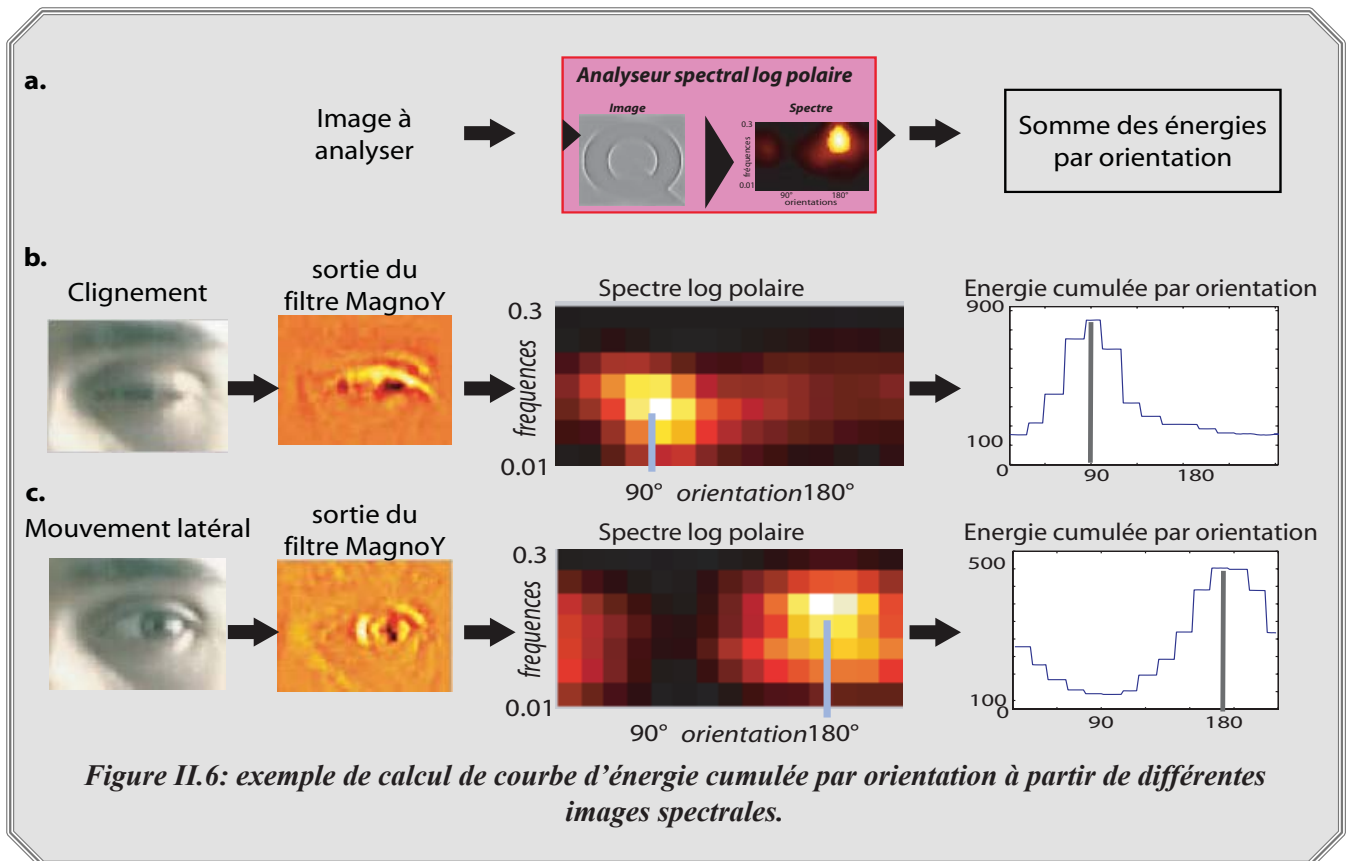 a.
Image à
analyser
Analyseur spectral log polaire
Image
Spectre
0.3
fréquences
0.01
90°
180°
orientations
Somme des énergies
par orientation
b.
Clignement
sortie du
filtre MagnoY
Spectre log polaire
0.3
frequences
0.01
90° orientation 180°
Energie cumulée par orientation
900
100
0
90
180
c.
Mouvement latéral
sortie du
filtre MagnoY
Spectre log polaire
0.3
frequences
0.01
90° orientation 180°
Energie cumulée par orientation
500
100
0
90
180
Figure II.6: exemple de calcul de courbe d'énergie cumulée par orientation à partir de différentes
images spectrales.